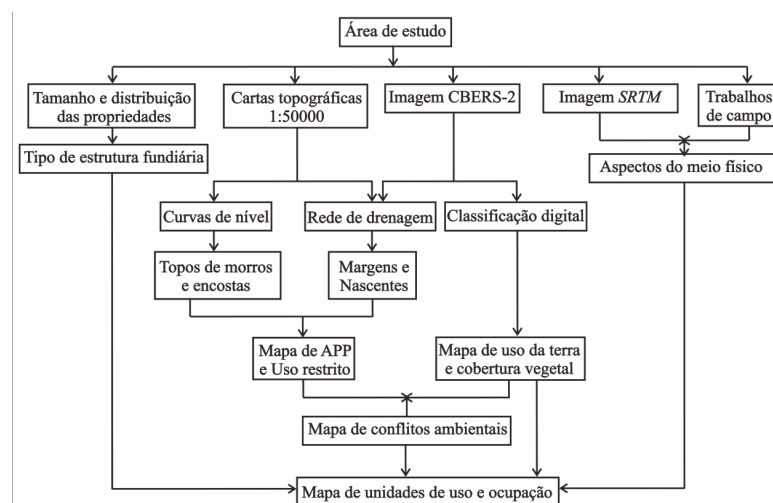 Área de estudo
Tamanho e distribuição
das propriedades
Cartas topográficas
1:50000
Imagem CBERS-2
Imagem SRTM
Trabalhos
de campo
Tipo de estrutura fundiária
Aspectos do meio físico
Curvas de nível
Rede de drenagem
Classificação digital
Topos de morros
e encostas
Margens e
Nascentes
Mapa de APP
e Uso restrito
Mapa de uso da terra
e cobertura vegetal
Mapa de conflitos ambientais
Mapa de unidades de uso e ocupação